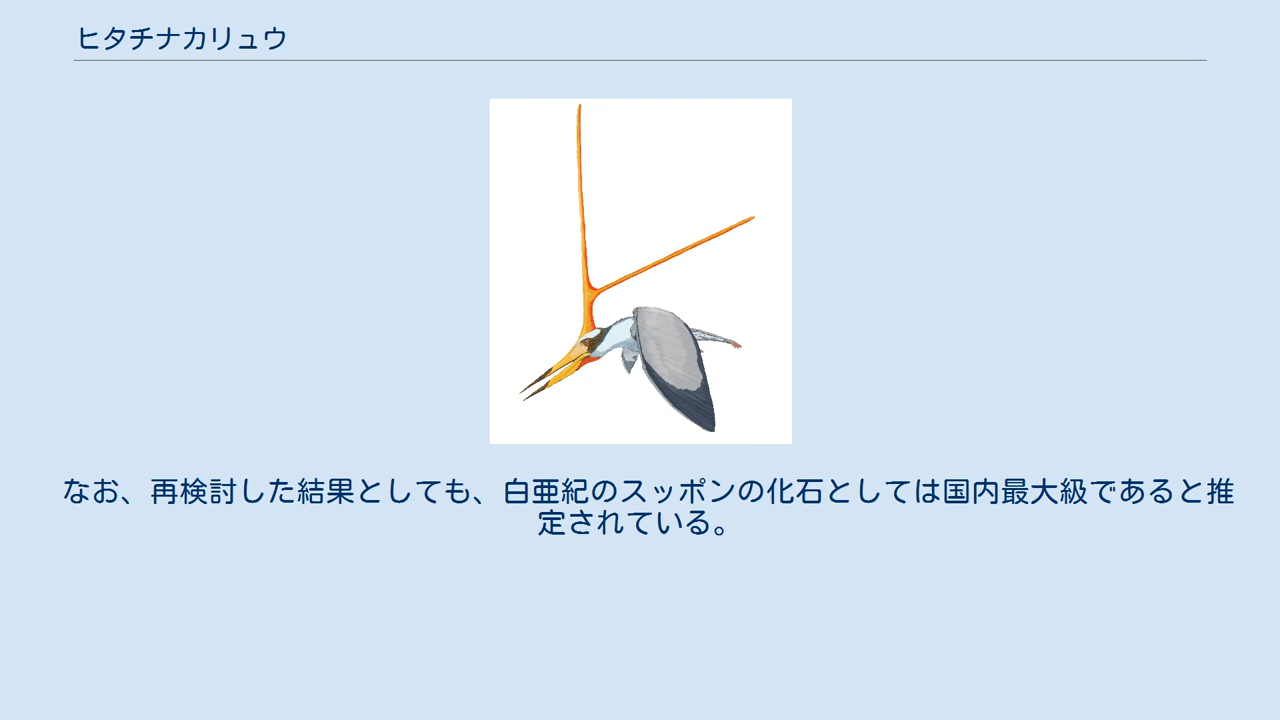 ヒタチナカリュウ
なお、再検討した結果としても、白亜紀のスッポンの化石としては国内最大級であると推
定されている。